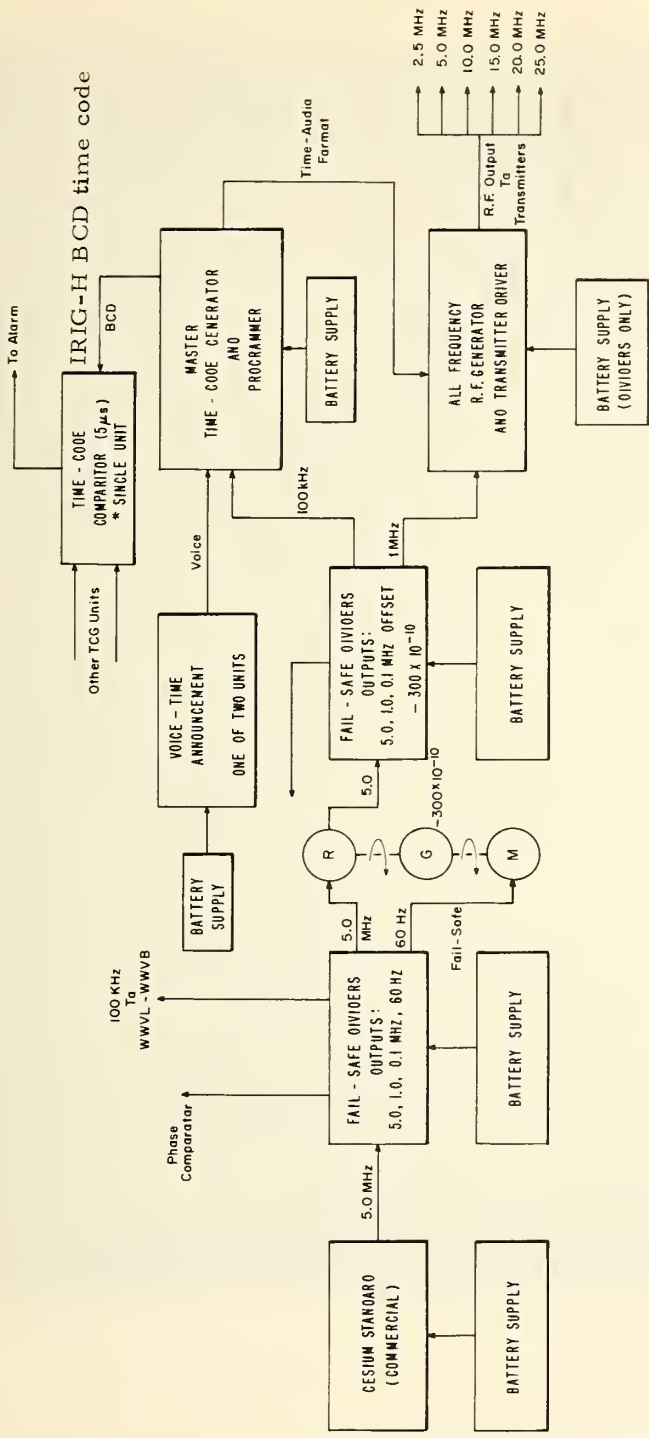 To Alarm
IRIG-H BCD time code
TIME - CODE
COMPARITOR (5µs)
* SINGLE UNIT
BCD
Other TCG Units
BATTERY
SUPPLY
VOICE - TIME
ANNOUNCEMENT
ONE OF TWO UNITS
Voice
MASTER
TIME - CODE GENERATOR
AND
PROGRAMMER
BATTERY SUPPLY
Time - Audio
Format
100 KHz
To
WWVL - WWVB
Phase
Comparator
100 kHz
CESIUM STANDARD
(COMMERCIAL)
BATTERY SUPPLY
5.0 MHz
FAIL - SAFE DIVIDERS
OUTPUTS:
5.0, 1.0, 0.1 MHz, 60 Hz
BATTERY SUPPLY
5.0
MHz
60 Hz
Fail - Safe
R
G
M
-300×10-10
5.0
FAIL - SAFE DIVIDERS
OUTPUTS:
5.0, 1.0, 0.1 MHz OFFSET
- 300 x 10-10
BATTERY SUPPLY
1 MHz
ALL FREQUENCY
R.F. GENERATOR
AND TRANSMITTER DRIVER
BATTERY SUPPLY
(DIVIDERS ONLY)
R.F. Output
To
Transmitters
2.5 MHz
5.0 MHz
10.0 MHz
15.0 MHz
20.0 MHz
25.0 MHz